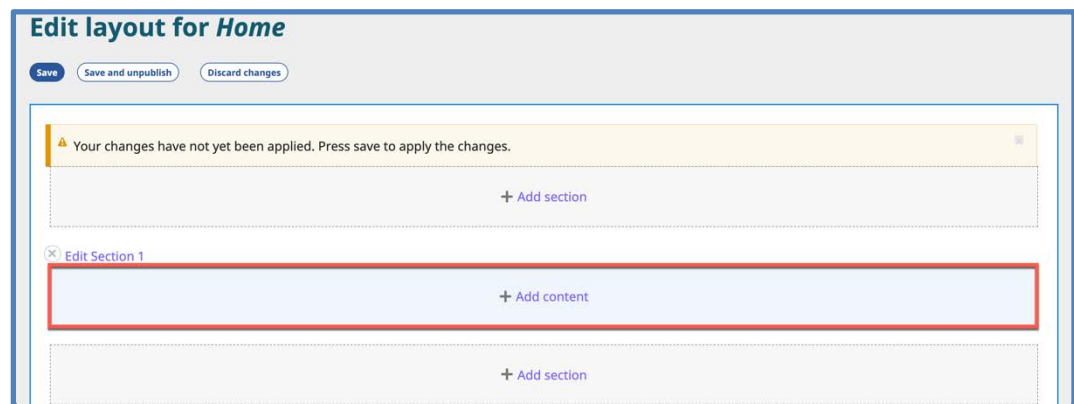 Edit layout for Home
Save Save and unpublish Discard changes
Your changes have not yet been applied. Press save to apply the changes.
+ Add section
Edit Section 1
+ Add content
+ Add section